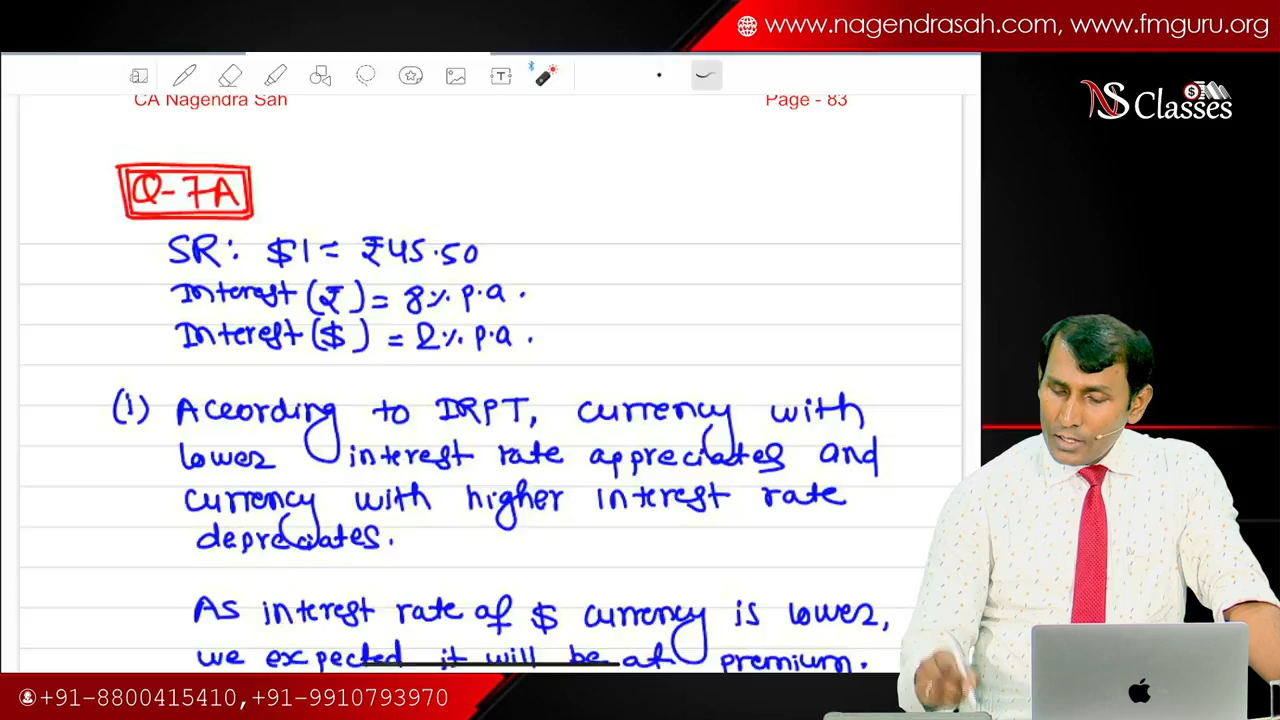 www.nagendrasah.com, www.fmguru.org
CA Nagendra Sah
Page - 83
NS Classes
Q-7A
SR: $1 = ₹45.50
Interest (₹) = 8% p.a.
Interest ($) = 2% p.a.
(1) According to IRPT, currency with
lower interest rate appreciates and
currency with higher interest rate
depreciates.
As interest rate of $ currency is lower,
we expected it will be at premium.
+91-8800415410, +91-9910793970